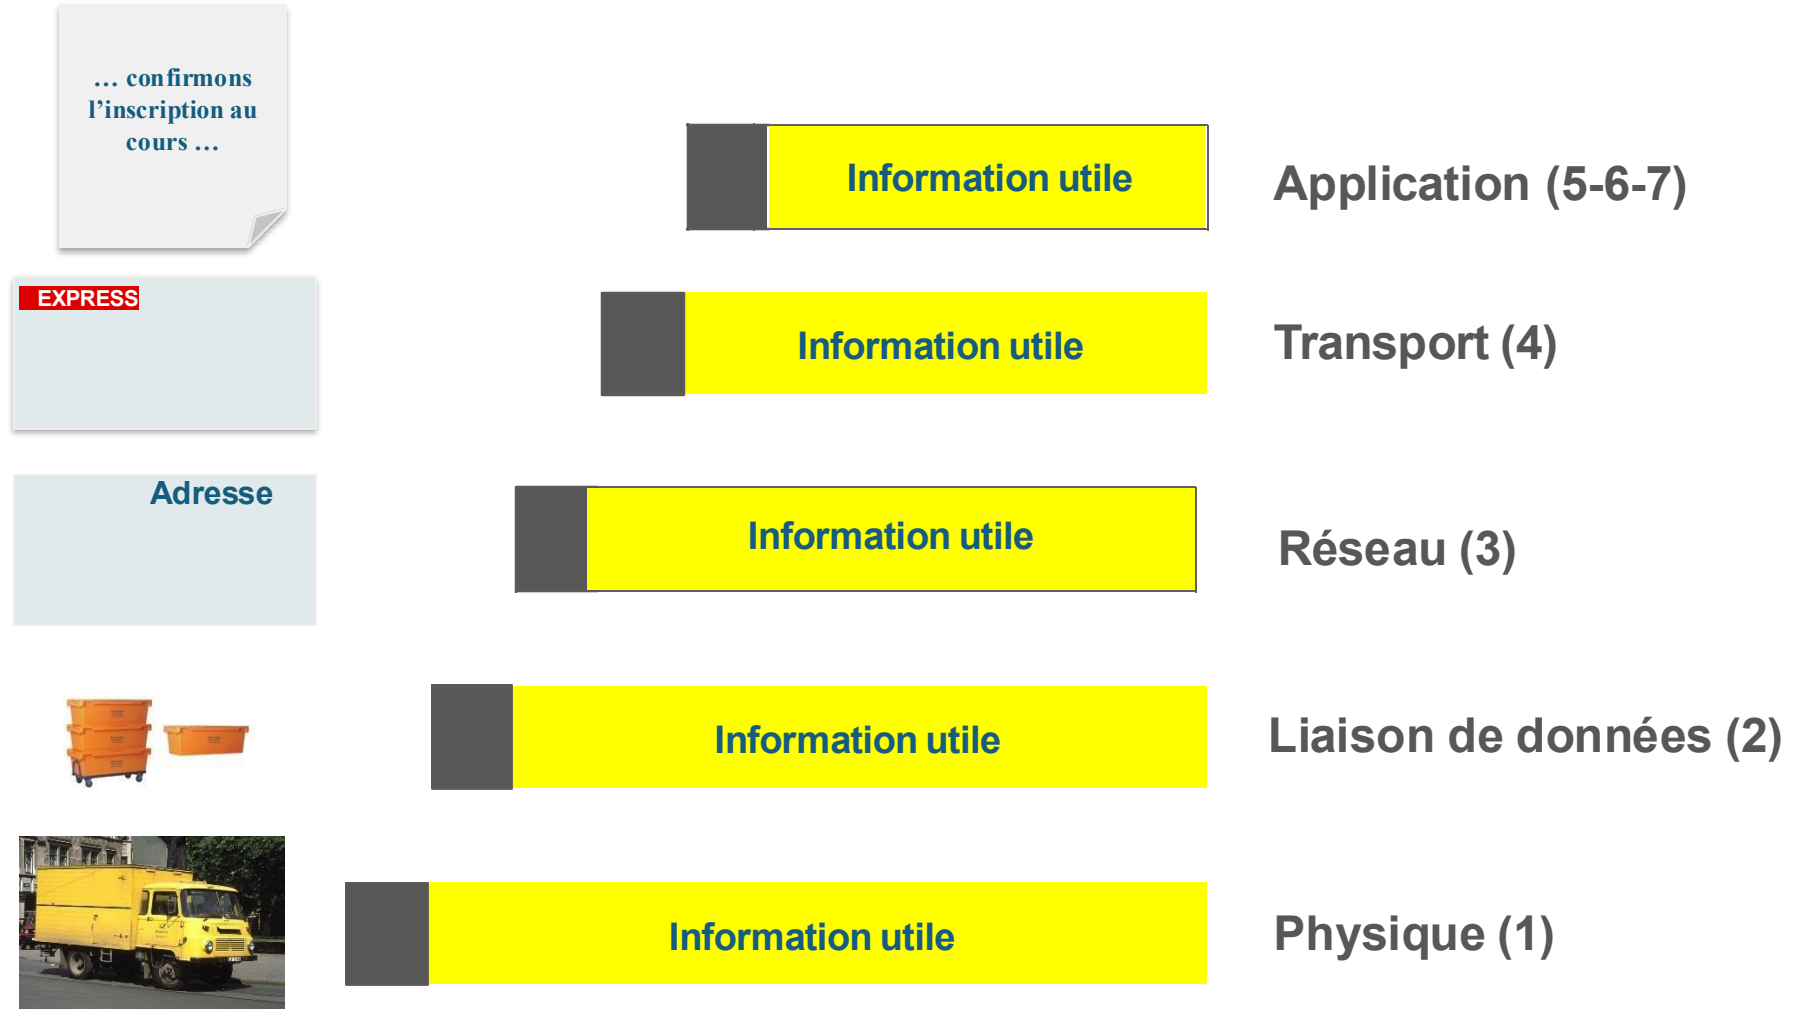 … confirmons
l’inscription au
cours …
Information utile
Application (5-6-7)
EXPRESS
Information utile
Transport (4)
Adresse
Information utile
Réseau (3)
Information utile
Liaison de données (2)
Information utile
Physique (1)